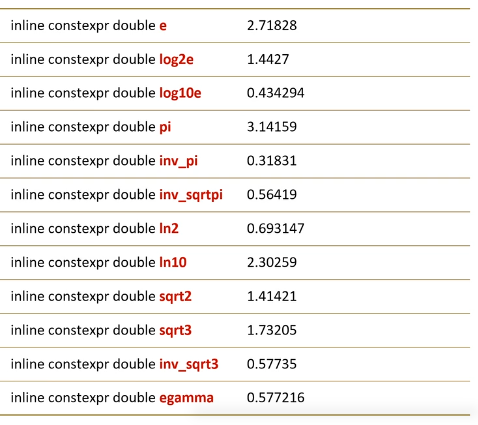 inline constexpr double e 2.71828
inline constexpr double log2e 1.4427
inline constexpr double log10e 0.434294
inline constexpr double pi 3.14159
inline constexpr double inv_pi 0.31831
inline constexpr double inv_sqrtpi 0.56419
inline constexpr double ln2 0.693147
inline constexpr double ln10 2.30259
inline constexpr double sqrt2 1.41421
inline constexpr double sqrt3 1.73205
inline constexpr double inv_sqrt3 0.57735
inline constexpr double egamma 0.577216